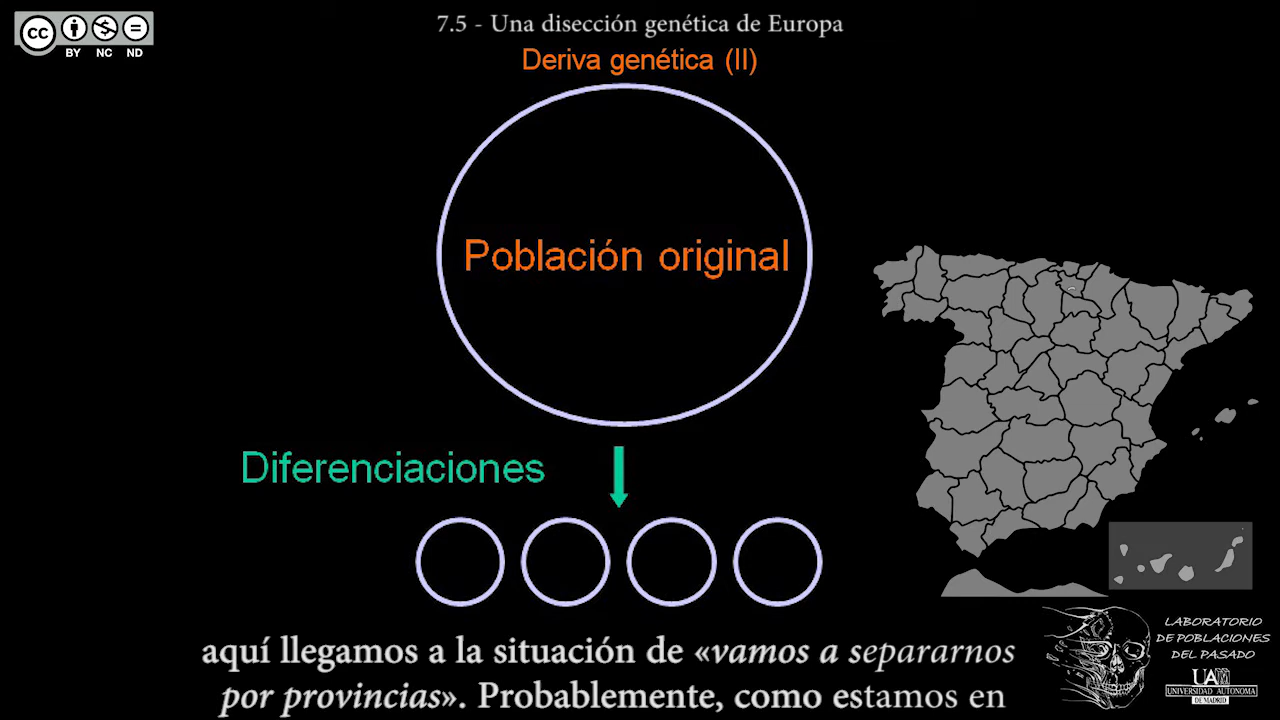 cc
BY NC ND
7.5 - Una disección genética de Europa
Deriva genética (II)
Población original
Diferenciaciones
aquí llegamos a la situación de «vamos a separarnos
por provincias». Probablemente, como estamos en
LABORATORIO
DE POBLACIONES
DEL PASADO
UAM
UNIVERSIDAD AUTONOMA
DE MADRID